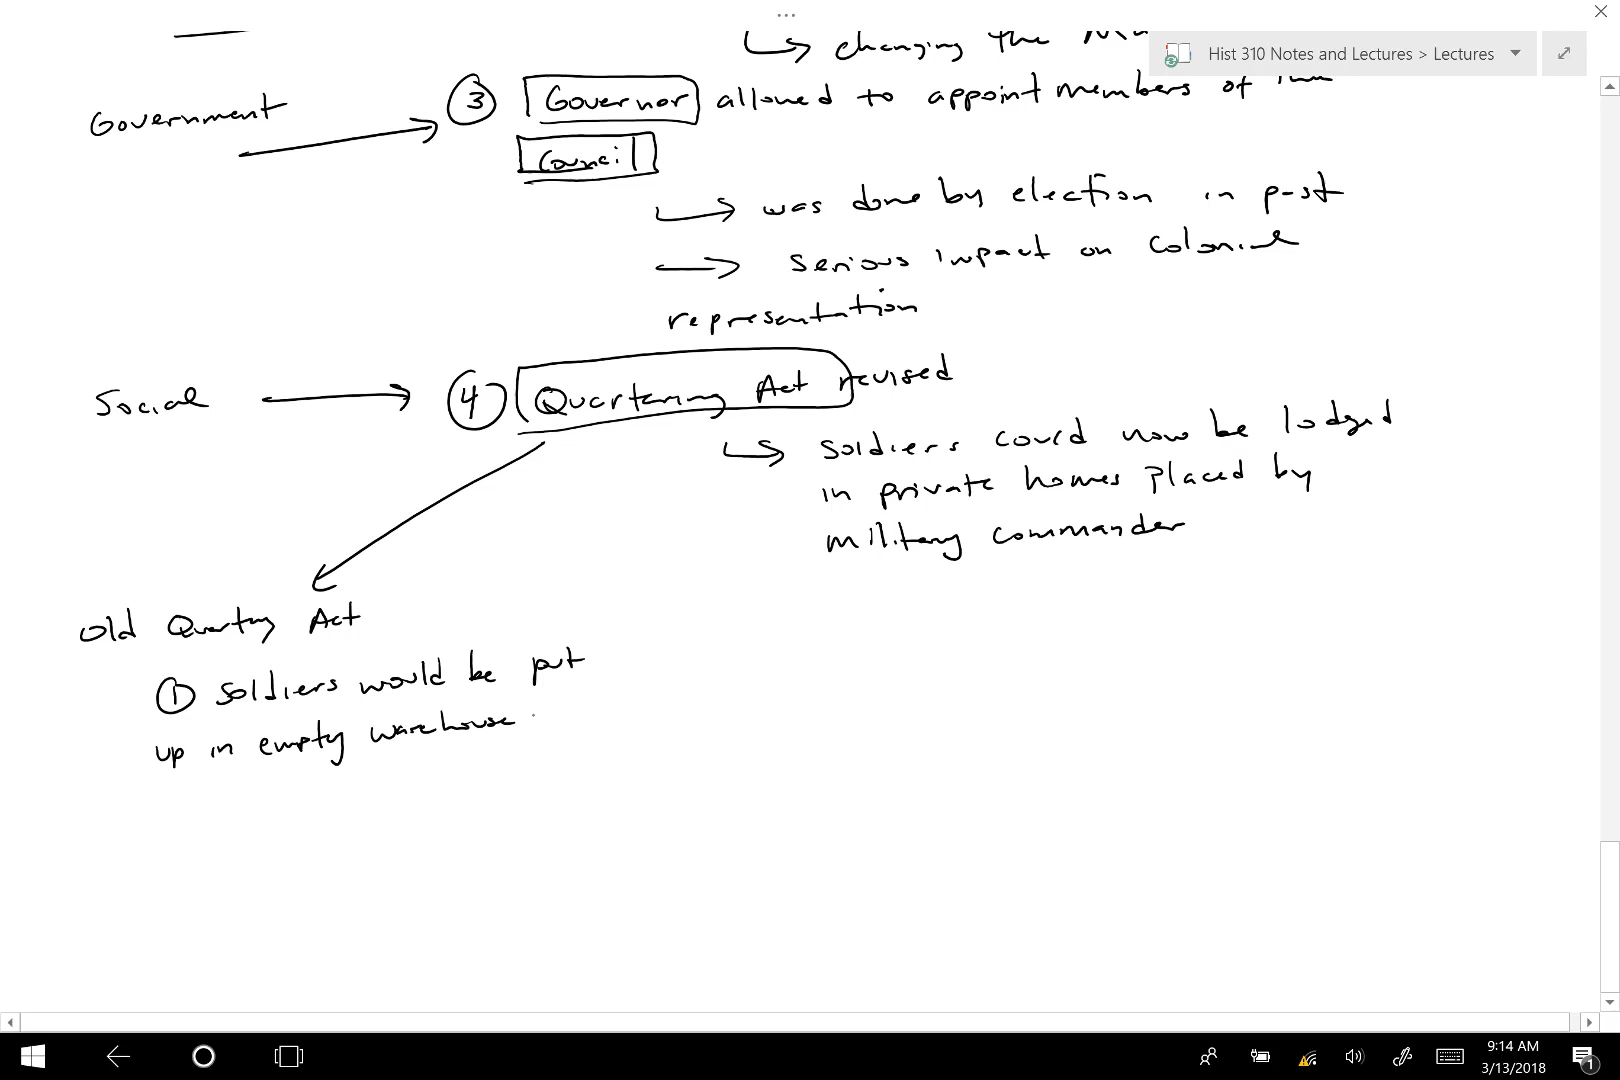 ↳ changing the
Hist 310 Notes and Lectures > Lectures
Government → ③ Governor allowed to appoint members of the
Council
↳ was done by election in past
→ serious impact on colonial
representation
Social → ④ Quartering Act revised
↳ soldiers could now be lodged
in private homes placed by
military commander
Old Quartering Act
① soldiers would be put
up in empty warehouse
9:14 AM
3/13/2018
1